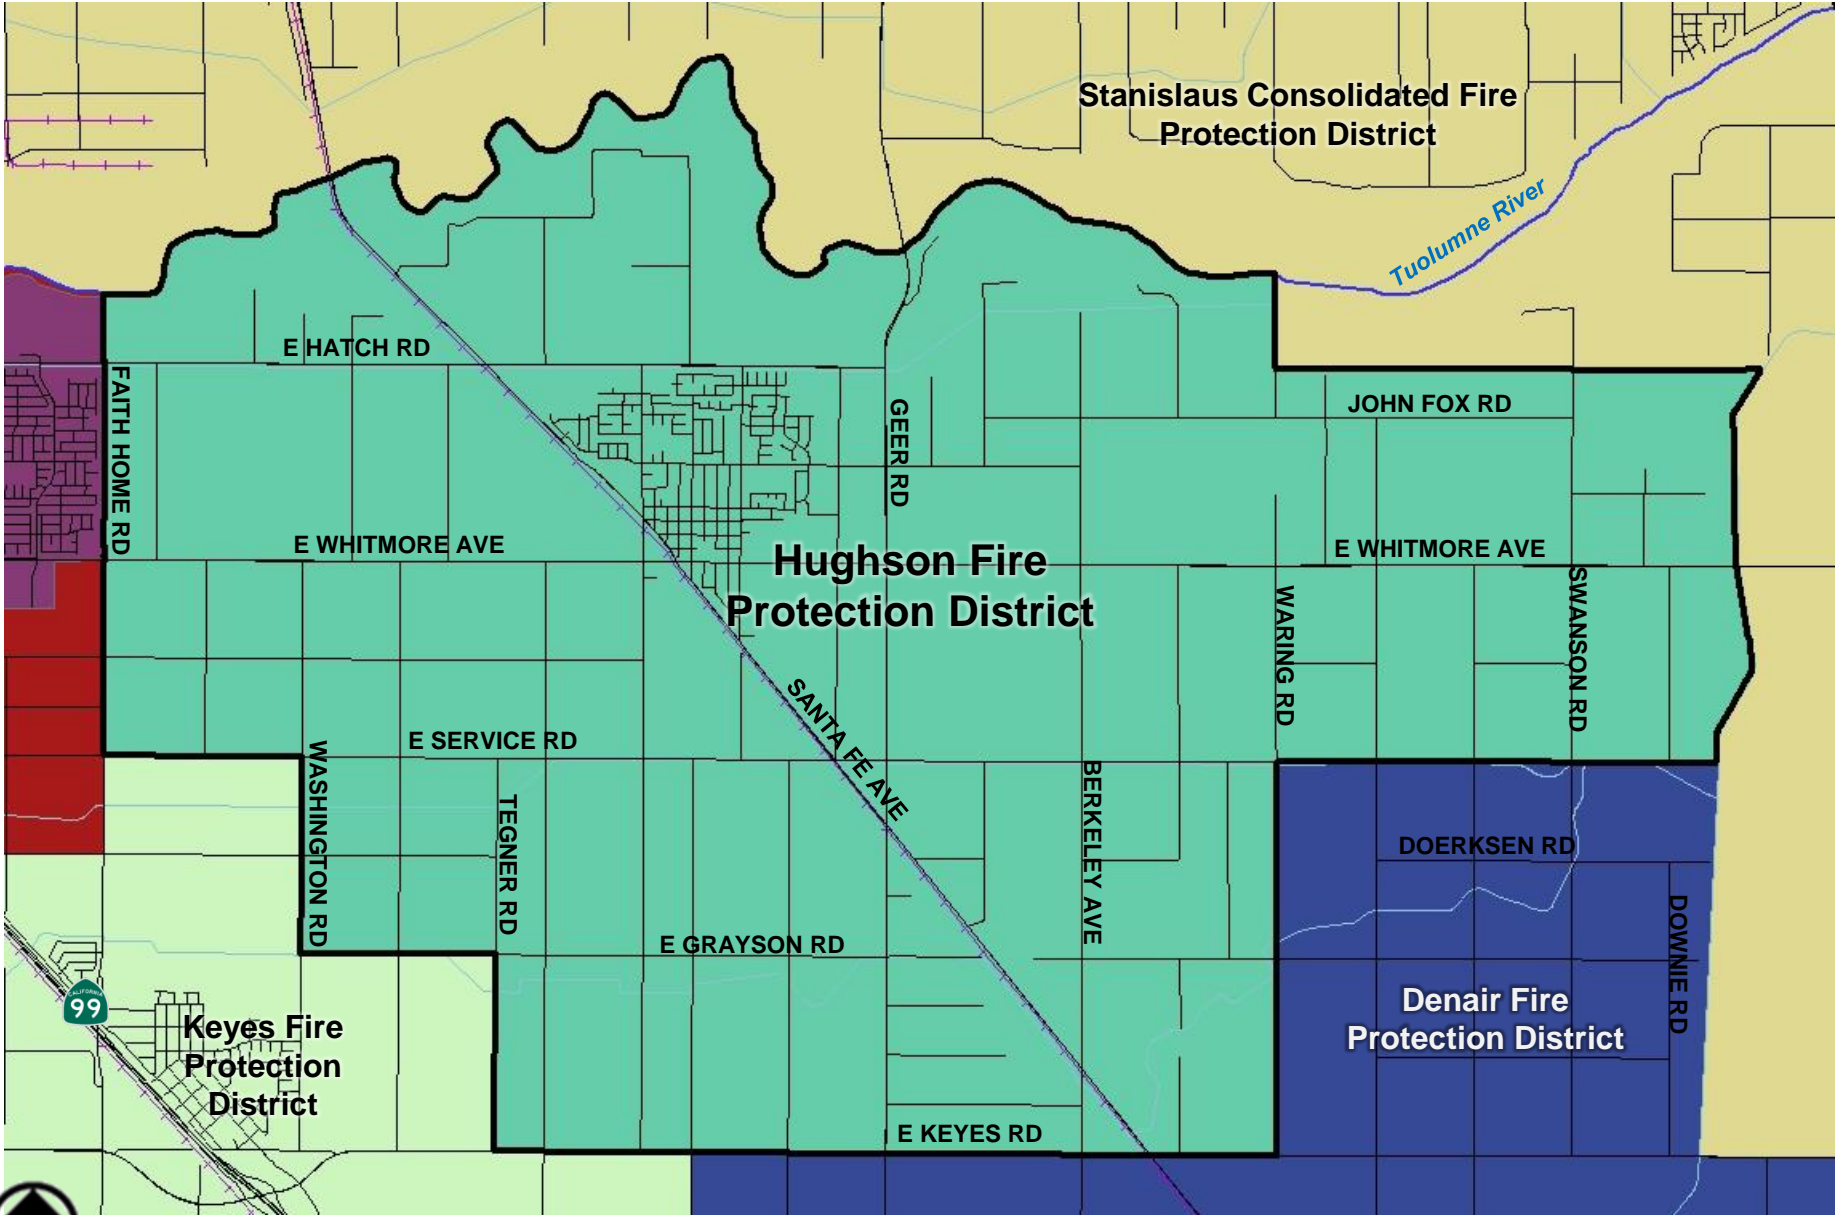 Stanislaus Consolidated Fire
Protection District
Tuolumne River
E HATCH RD
FAITH HOME RD
GEER RD
JOHN FOX RD
E WHITMORE AVE
E WHITMORE AVE
Hughson Fire
Protection District
WARING RD
SWANSON RD
SANTA FE AVE
E SERVICE RD
WASHINGTON RD
TEGNER RD
BERKELEY AVE
DOERKSEN RD
DOWNIE RD
E GRAYSON RD
CALIFORNIA
99
Keyes Fire
Protection
District
Denair Fire
Protection District
E KEYES RD